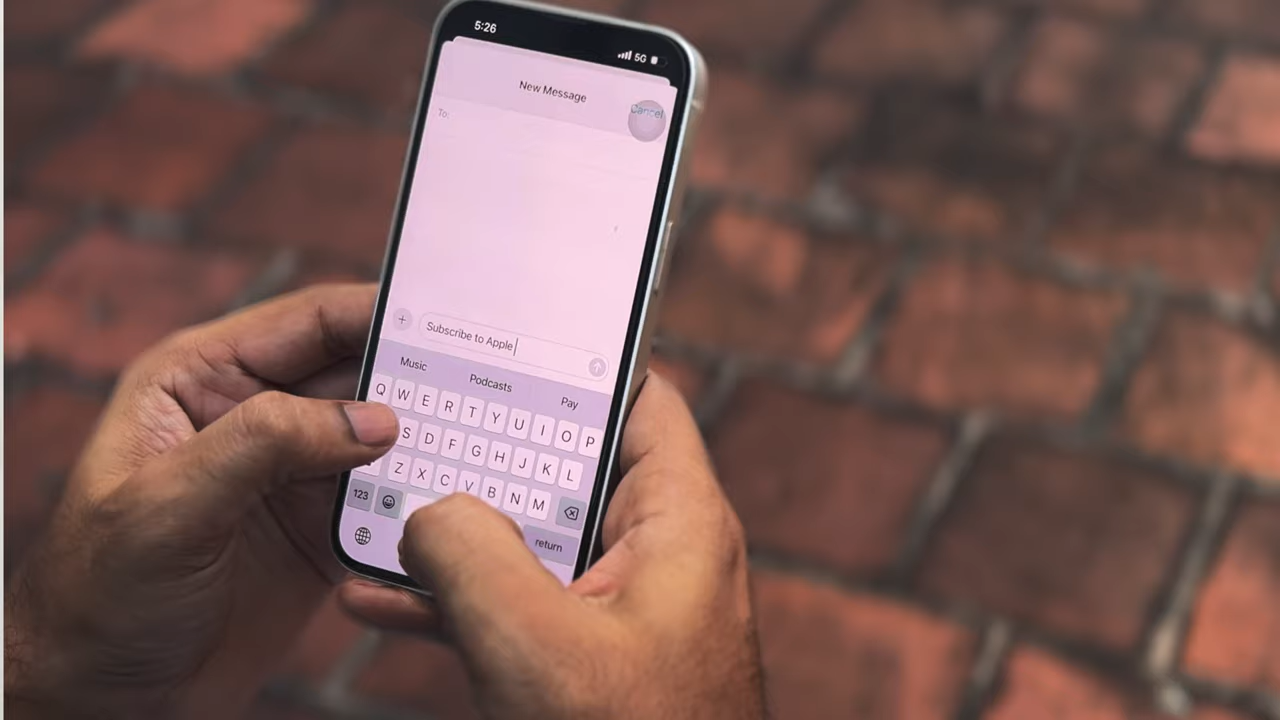 5:26
5G
New Message
Cancel
To:
+
Subscribe to Apple
Music Podcasts Pay
Q W E R T Y U I O P
S D F G H J K L
Z X C V B N M
123
return